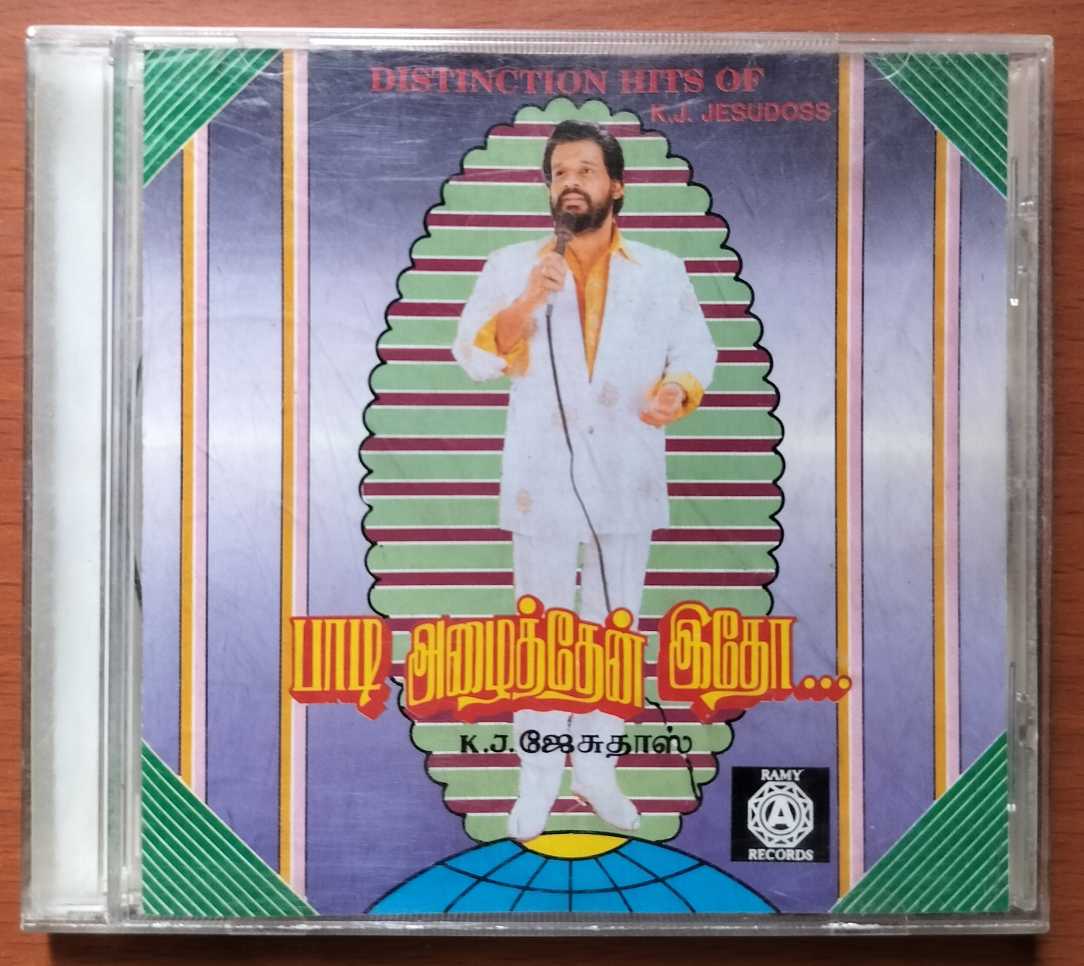 DISTINCTION HITS OF
K.J. JESUDOSS
பாடி அழைத்தேன் இதோ...
K.J. ஜேசுதாஸ்
RAMY
A
RECORDS